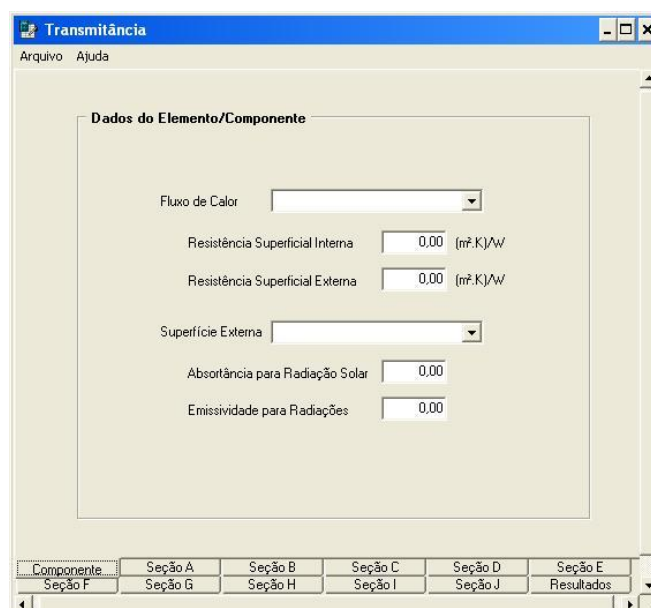 Transmitância
Arquivo Ajuda
Dados do Elemento/Componente
Fluxo de Calor
Resistência Superficial Interna 0,00 (m².K)/W
Resistência Superficial Externa 0,00 (m².K)/W
Superfície Externa
Absortância para Radiação Solar 0,00
Emissividade para Radiações 0,00
Componente Seção A Seção B Seção C Seção D Seção E
Seção F Seção G Seção H Seção I Seção J Resultados